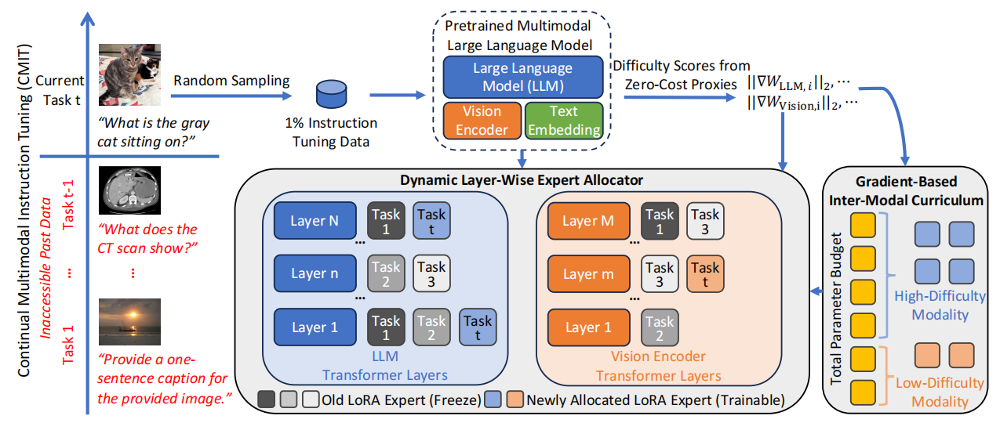 Continual Multimodal Instruction Tuning (CMIT)
Current
Task t
"What is the gray
cat sitting on?"
Inaccessible Past Data
Task t-1
"What does the
CT scan show?"
...
...
Task 1
"Provide a one-
sentence caption for
the provided image."
Random Sampling
1% Instruction
Tuning Data
Pretrained Multimodal
Large Language Model
Large Language
Model (LLM)
Vision
Encoder
Text
Embedding
Difficulty Scores from
Zero-Cost Proxies
||∇W_LLM,i||₂, ⋯
||∇W_Vision,i||₂, ⋯
Dynamic Layer-Wise Expert Allocator
Layer N
Task
1
Task
t
...
Layer n
Task
2
Task
3
...
Layer 1
Task
1
Task
2
Task
t
LLM
Transformer Layers
Layer M
Task
1
Task
3
...
Layer m
Task
3
Task
t
...
Layer 1
Task
2
Vision Encoder
Transformer Layers
Old LoRA Expert (Freeze)
Newly Allocated LoRA Expert (Trainable)
Gradient-Based
Inter-Modal Curriculum
Total Parameter Budget
High-Difficulty
Modality
Low-Difficulty
Modality